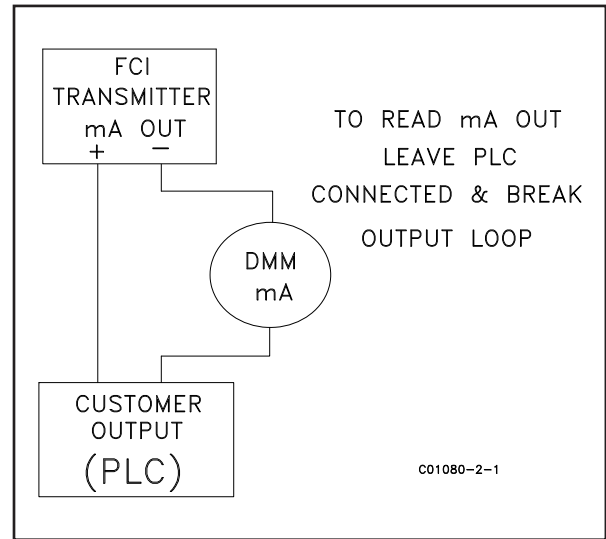 FCI
TRANSMITTER
mA OUT
+ −
TO READ mA OUT
LEAVE PLC
CONNECTED & BREAK
OUTPUT LOOP
DMM
mA
CUSTOMER
OUTPUT
(PLC)
C01080-2-1